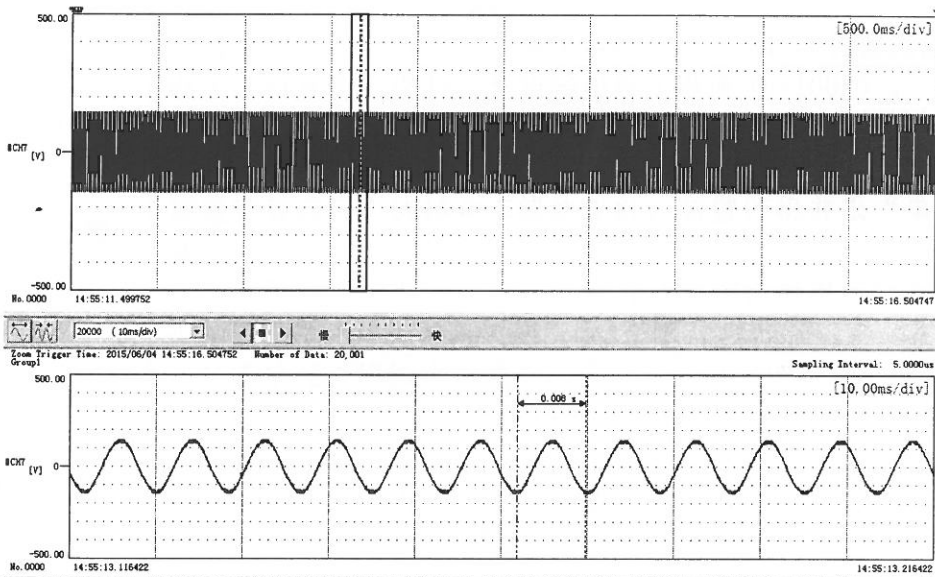 500.00
[500.0ms/div]
■CH7 [V] 0
-500.00
No.0000 14:55:11.499752 14:55:16.504747
20000 (10ms/div) 慢 快
Zoom Trigger Time: 2015/06/04 14:55:16.504752 Number of Data: 20,001
Group1 Sampling Interval: 5.0000us
500.00
[10.00ms/div]
0.008 s
■CH7 [V] 0
-500.00
No.0000 14:55:13.116422 14:55:13.216422